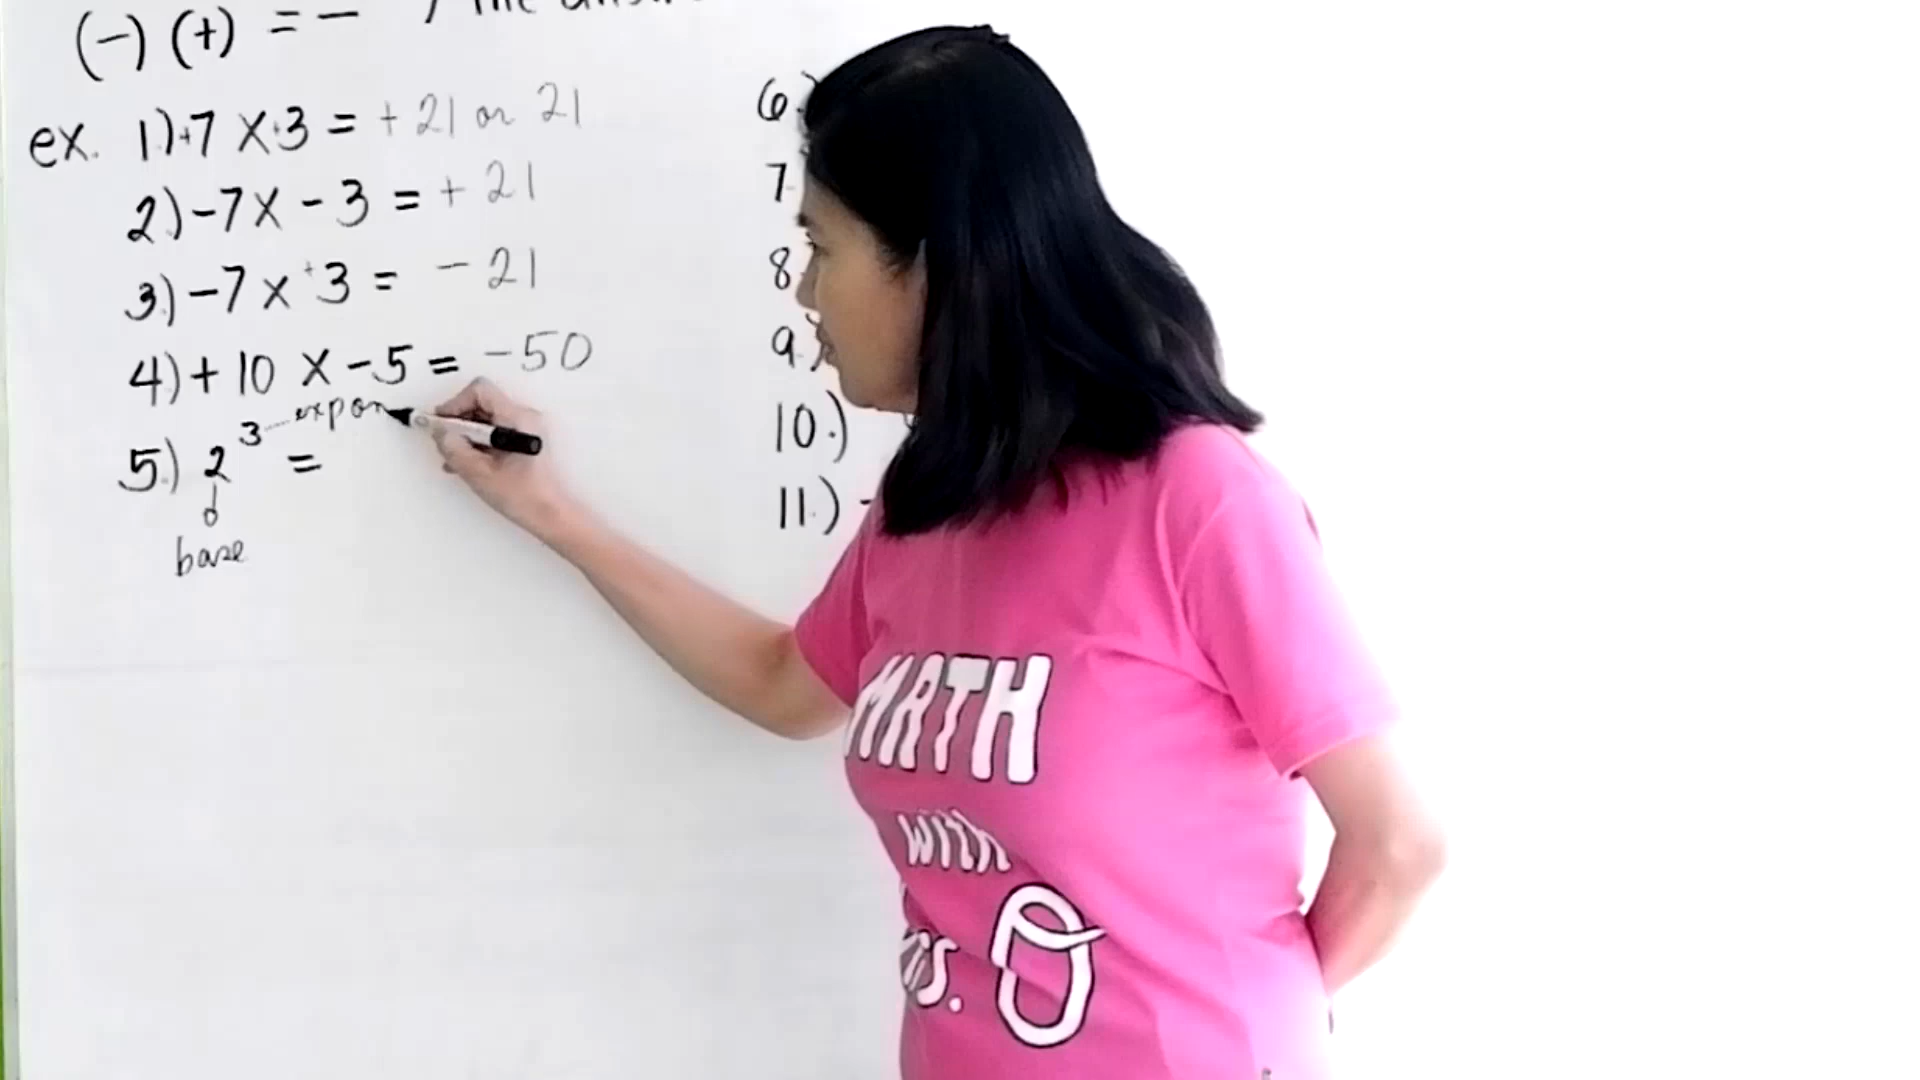 (-) (+) = -
ex. 1.) +7 X +3 = +21 or 21
2.) -7 X - 3 = + 21
3.) -7 x +3 = - 21
4.) + 10 X -5 = -50
5.) 2³ =
expon
base
6.
7.
8.
9.)
10.)
11.) -
MATH
with
O